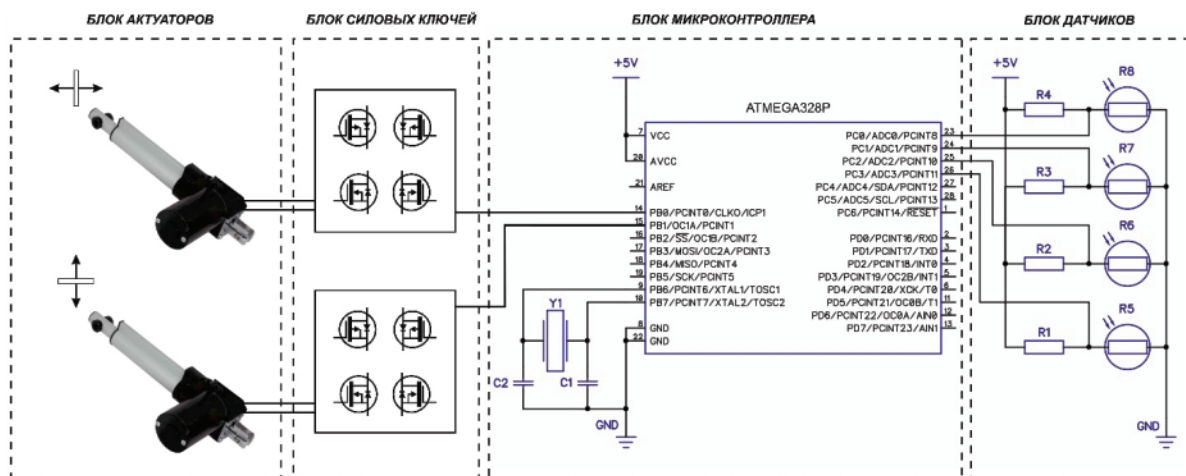 БЛОК АКТУАТОРОВ
БЛОК СИЛОВЫХ КЛЮЧЕЙ
БЛОК МИКРОКОНТРОЛЛЕРА
БЛОК ДАТЧИКОВ
+5V
ATMEGA328P
7 VCC
20 AVCC
21 AREF
14 PB0/PCINT0/CLKO/ICP1
15 PB1/OC1A/PCINT1
16 PB2/SS/OC1B/PCINT2
17 PB3/MOSI/OC2A/PCINT3
18 PB4/MISO/PCINT4
19 PB5/SCK/PCINT5
9 PB6/PCINT6/XTAL1/TOSC1
10 PB7/PCINT7/XTAL2/TOSC2
8 GND
22 GND
PC0/ADC0/PCINT8 23
PC1/ADC1/PCINT9 24
PC2/ADC2/PCINT10 25
PC3/ADC3/PCINT11 26
PC4/ADC4/SDA/PCINT12 27
PC5/ADC5/SCL/PCINT13 28
PC6/PCINT14/RESET 1
PD0/PCINT16/RXD 2
PD1/PCINT17/TXD 3
PD2/PCINT18/INT0 4
PD3/PCINT19/OC2B/INT1 5
PD4/PCINT20/XCK/T0 6
PD5/PCINT21/OC0B/T1 11
PD6/PCINT22/OC0A/AIN0 12
PD7/PCINT23/AIN1 13
Y1
C2
C1
GND
+5V
R4
R8
R3
R7
R2
R6
R1
R5
GND